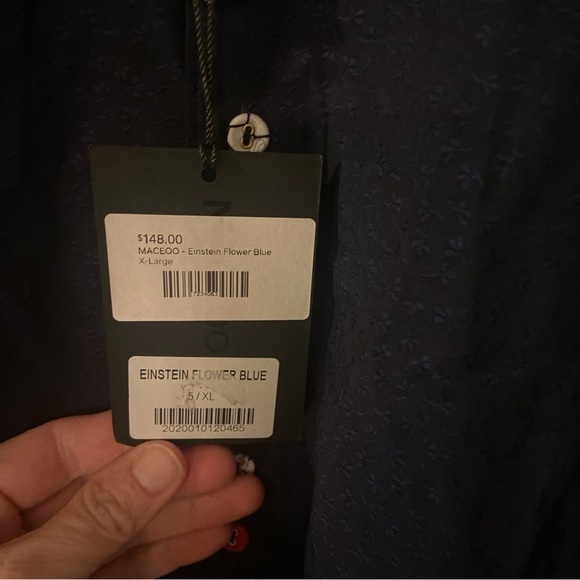 $148.00
MACEOO - Einstein Flower Blue
X-Large
EINSTEIN FLOWER BLUE
5 / XL
2020010120465